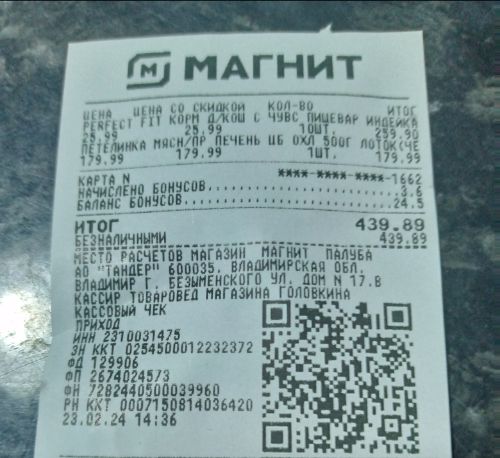 МАГНИТ
ЦЕНА ЦЕНА СО СКИДКОЙ КОЛ-ВО ИТОГ
PERFECT FIT КОРМ Д/КОШ С ЧУВС ПИЩЕВАР ИНДЕЙКА
25.99 25.99 10ШТ. 259.90
ПЕТЕЛИНКА МЯСН/ПР ПЕЧЕНЬ ЦБ ОХЛ 500Г ЛОТОК(ЧЕ
179.99 179.99 1ШТ. 179.99
КАРТА N ****-****-****-1662
НАЧИСЛЕНО БОНУСОВ 3.6
БАЛАНС БОНУСОВ 24.5
ИТОГ 439.89
БЕЗНАЛИЧНЫМИ 439.89
МЕСТО РАСЧЕТОВ МАГАЗИН МАГНИТ ПАЛУБА
АО "ТАНДЕР" 600035, ВЛАДИМИРСКАЯ ОБЛ.
ВЛАДИМИР Г, БЕЗЫМЕНСКОГО УЛ, ДОМ N 17.В
КАССИР ТОВАРОВЕД МАГАЗИНА ГОЛОВКИНА
КАССОВЫЙ ЧЕК
ПРИХОД
ИНН 2310031475
ЗН ККТ 0254500012232372
ФД 129906
ФП 2674024573
ФН 7282440500039960
РН ККТ 0007150814036420
23.02.24 14:36